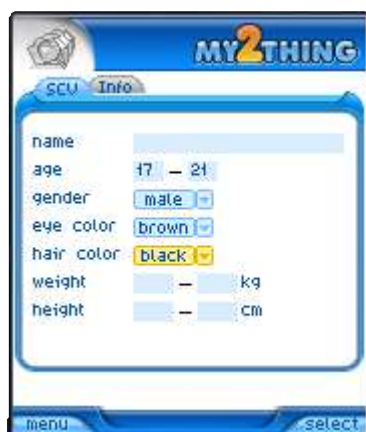 MY2THING
SCV Info
name
age 17 – 21
gender male
eye color brown
hair color black
weight – kg
height – cm
menu select